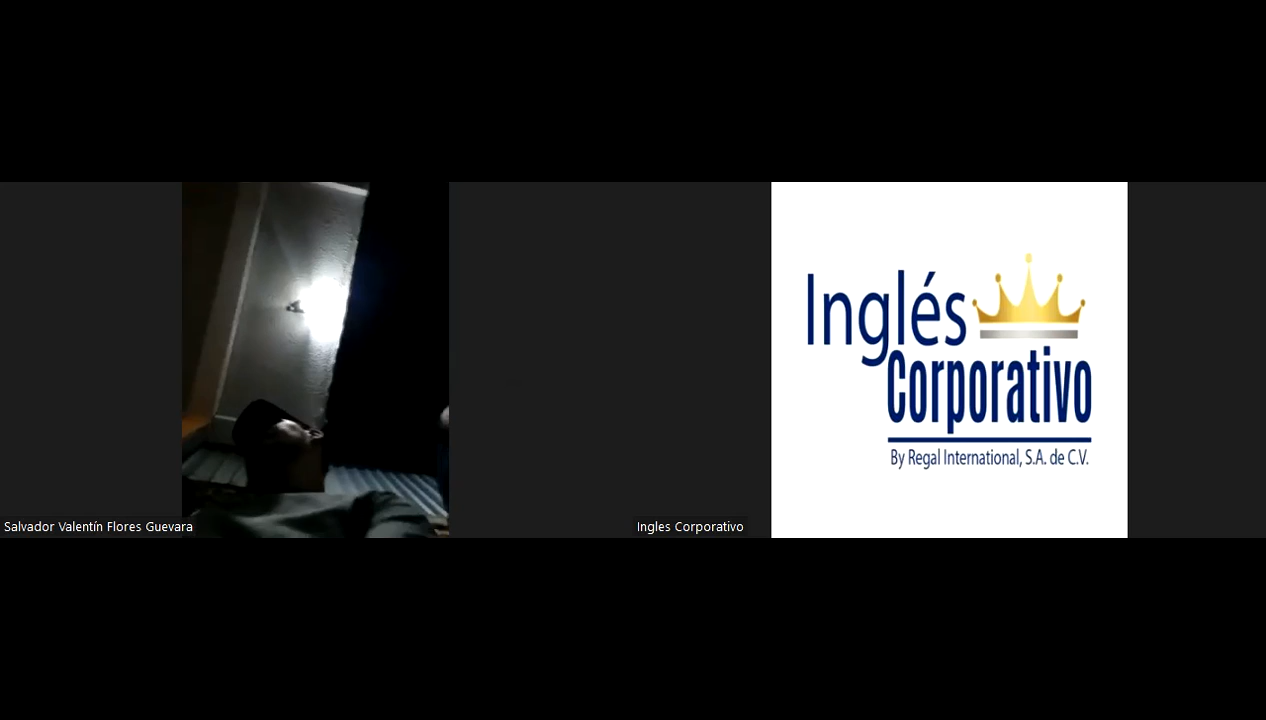 Inglés
Corporativo
By Regal International, S.A. de C.V.
Salvador Valentín Flores Guevara
Ingles Corporativo